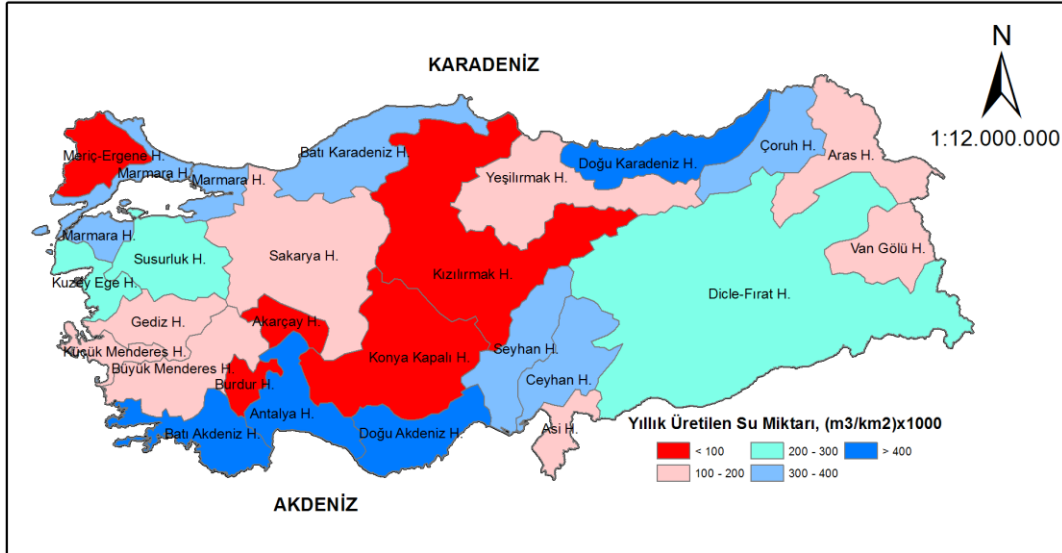 KARADENİZ
N
1:12.000.000
Meriç-Ergene H.
Marmara H.
Marmara H.
Batı Karadeniz H.
Doğu Karadeniz H.
Çoruh H.
Aras H.
Yeşilırmak H.
Marmara H.
Susurluk H.
Sakarya H.
Van Gölü H.
Kuzey Ege H.
Kızılırmak H.
Dicle-Fırat H.
Gediz H.
Akarçay H.
Küçük Menderes H.
Konya Kapalı H.
Seyhan H.
Büyük Menderes H.
Burdur H.
Ceyhan H.
Antalya H.
Batı Akdeniz H.
Doğu Akdeniz H.
Asi H.
Yıllık Üretilen Su Miktarı, (m3/km2)x1000
< 100
200 - 300
> 400
100 - 200
300 - 400
AKDENİZ